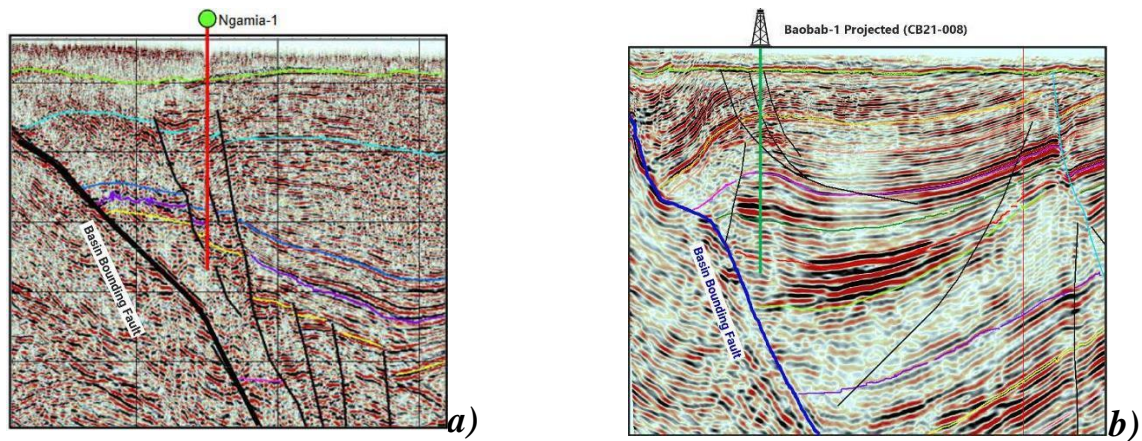 Ngamia-1
Basin Bounding Fault
a)
Baobab-1 Projected (CB21-008)
Basin Bounding Fault
b)